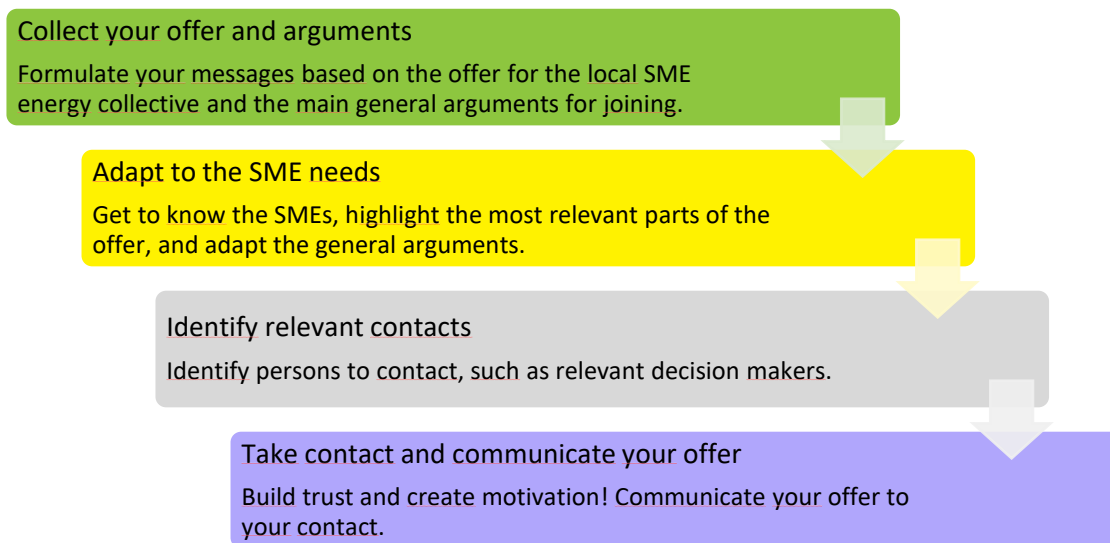 Collect your offer and arguments
Formulate your messages based on the offer for the local SME
energy collective and the main general arguments for joining.
Adapt to the SME needs
Get to know the SMEs, highlight the most relevant parts of the
offer, and adapt the general arguments.
Identify relevant contacts
Identify persons to contact, such as relevant decision makers.
Take contact and communicate your offer
Build trust and create motivation! Communicate your offer to
your contact.